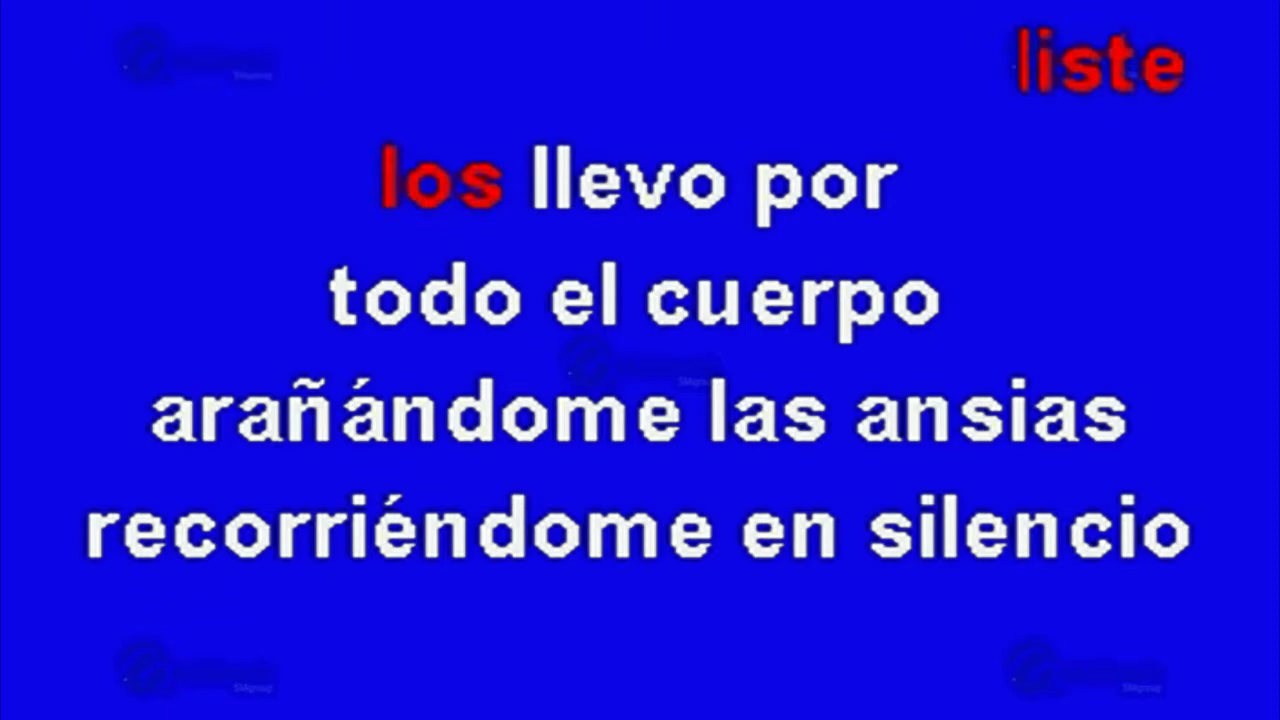 liste
los llevo por
todo el cuerpo
arañándome las ansias
recorriéndome en silencio